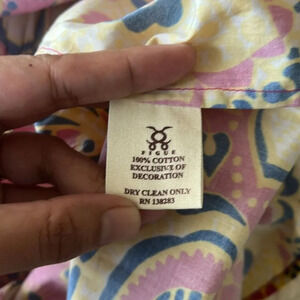 FIGUE
100% COTTON
EXCLUSIVE OF
DECORATION
DRY CLEAN ONLY
RN 138283